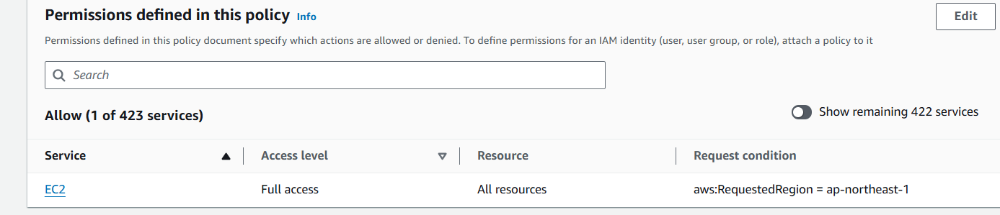 Permissions defined in this policy Info
Edit
Permissions defined in this policy document specify which actions are allowed or denied. To define permissions for an IAM identity (user, user group, or role), attach a policy to it
Search
Allow (1 of 423 services)
Show remaining 422 services
Service Access level Resource Request condition
EC2 Full access All resources aws:RequestedRegion = ap-northeast-1